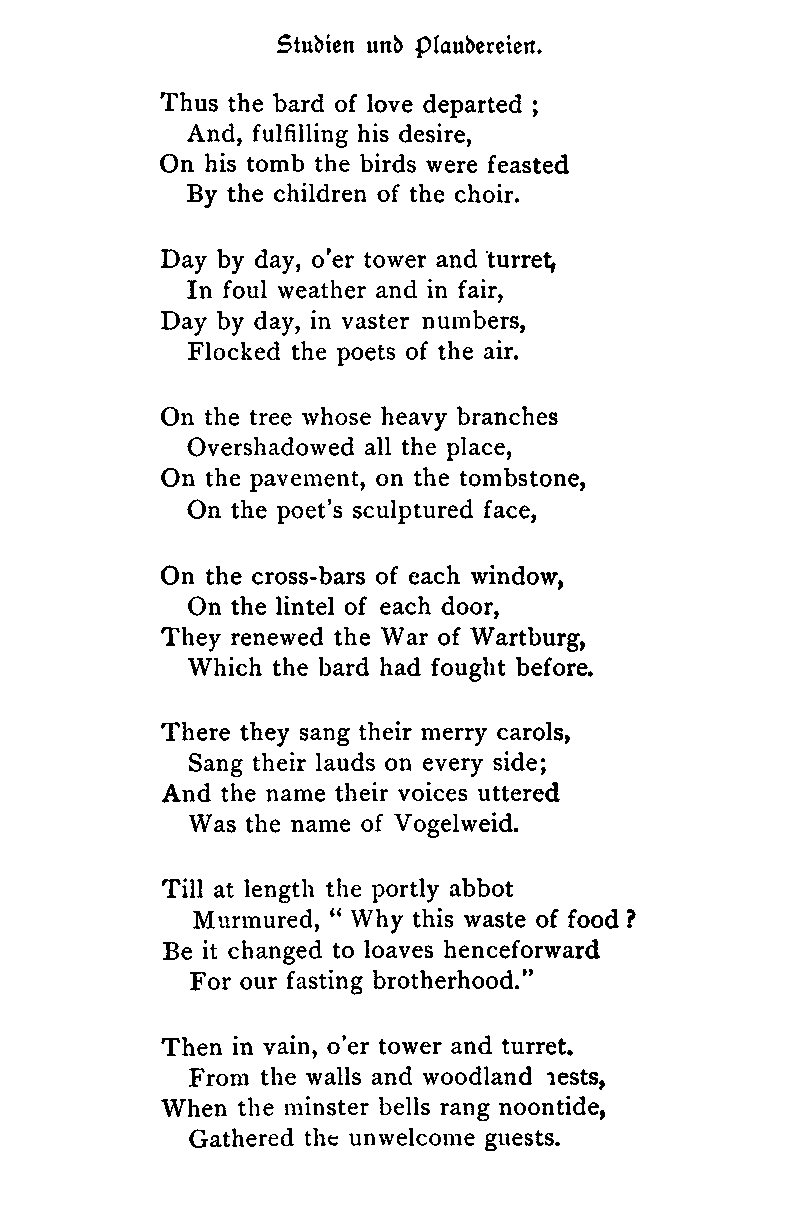 Studien und Plaudereien.
Thus the bard of love departed ;
And, fulfilling his desire,
On his tomb the birds were feasted
By the children of the choir.
Day by day, o'er tower and turret,
In foul weather and in fair,
Day by day, in vaster numbers,
Flocked the poets of the air.
On the tree whose heavy branches
Overshadowed all the place,
On the pavement, on the tombstone,
On the poet's sculptured face,
On the cross-bars of each window,
On the lintel of each door,
They renewed the War of Wartburg,
Which the bard had fought before.
There they sang their merry carols,
Sang their lauds on every side;
And the name their voices uttered
Was the name of Vogelweid.
Till at length the portly abbot
Murmured, “ Why this waste of food ?
Be it changed to loaves henceforward
For our fasting brotherhood."
Then in vain, o'er tower and turret.
From the walls and woodland nests,
When the minster bells rang noontide,
Gathered the unwelcome guests.